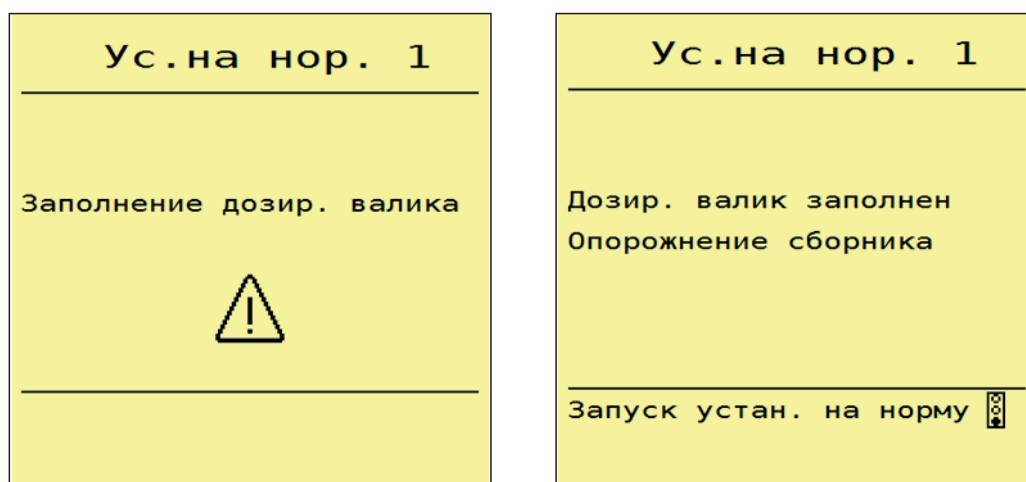 Ус.на нор. 1
Заполнение дозир. валика
Ус.на нор. 1
Дозир. валик заполнен
Опорожнение сборника
Запуск устан. на норму